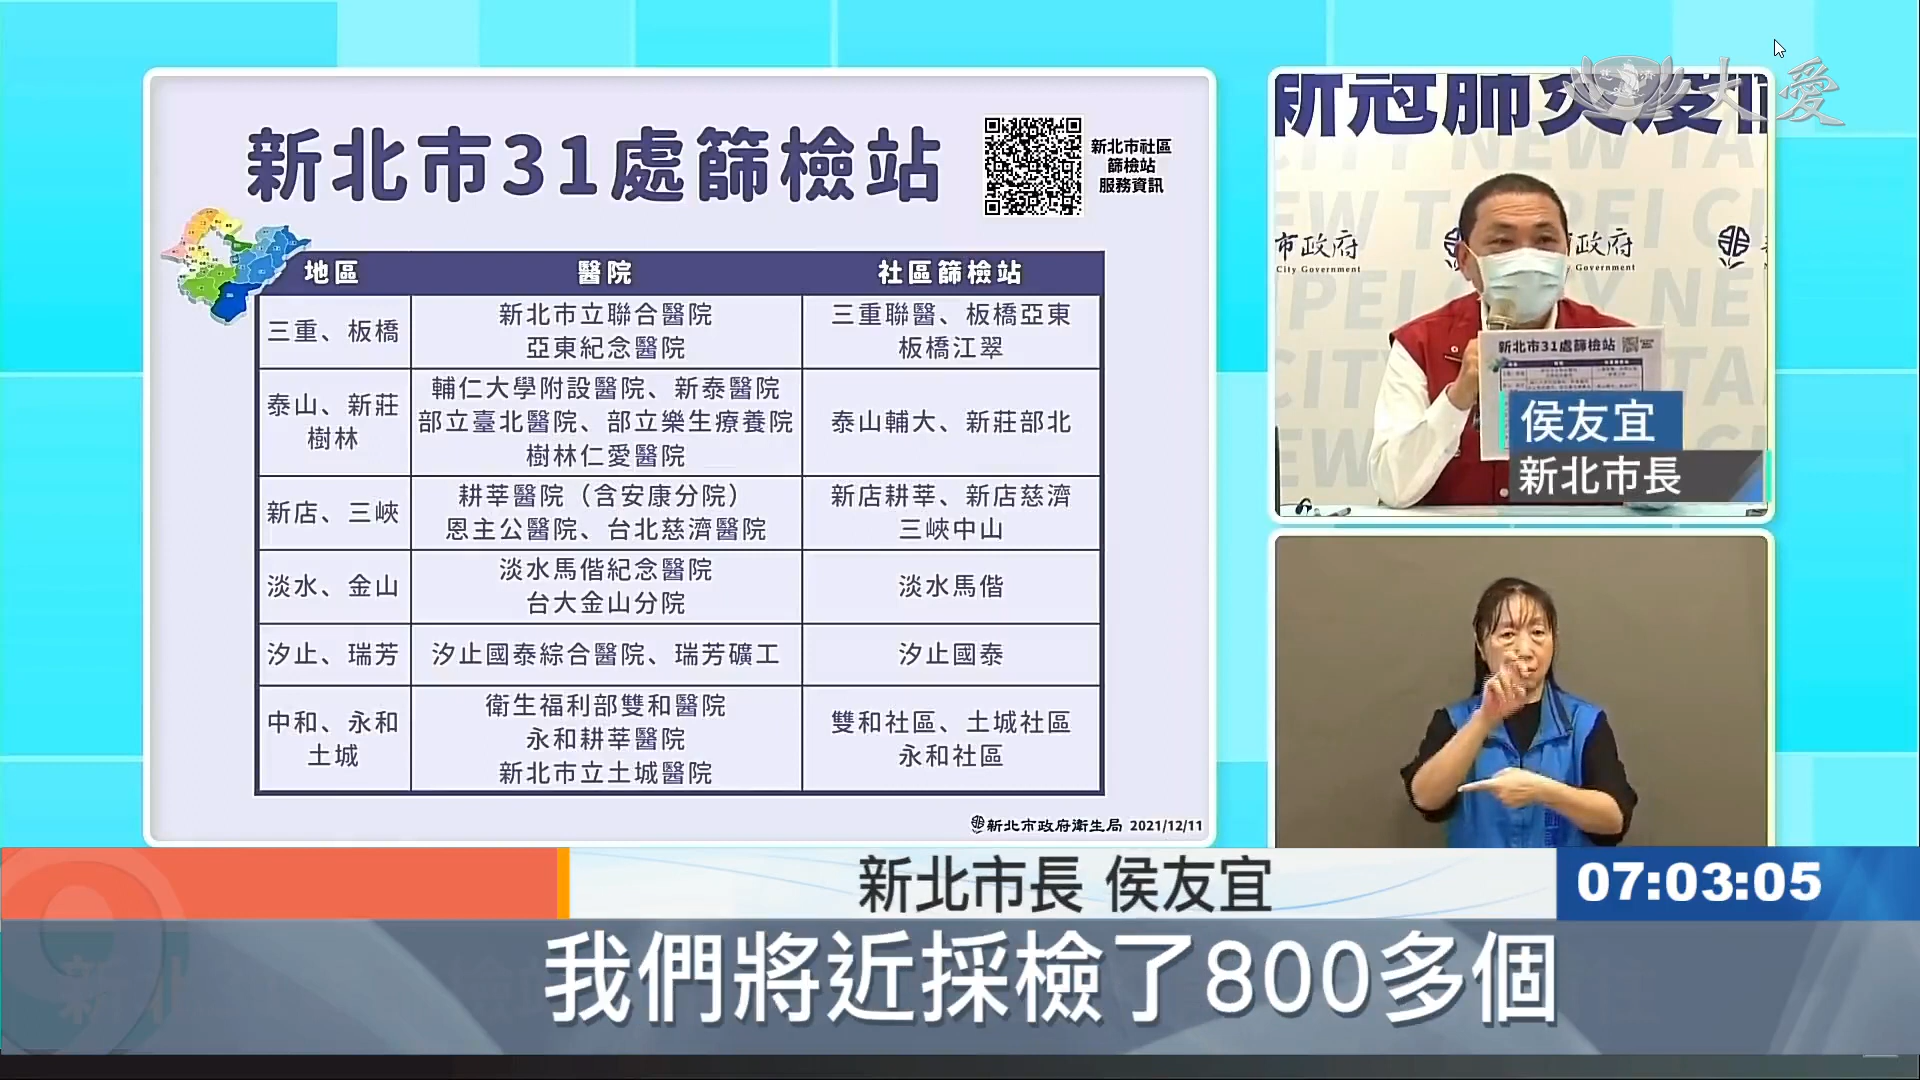 新北市31處篩檢站
新北市社區
篩檢站
服務資訊
地區 醫院 社區篩檢站
三重、板橋
新北市立聯合醫院
亞東紀念醫院
三重聯醫、板橋亞東
板橋江翠
泰山、新莊
樹林
輔仁大學附設醫院、新泰醫院
部立臺北醫院、部立樂生療養院
樹林仁愛醫院
泰山輔大、新莊部北
新店、三峽
耕莘醫院（含安康分院）
恩主公醫院、台北慈濟醫院
新店耕莘、新店慈濟
三峽中山
淡水、金山
淡水馬偕紀念醫院
台大金山分院
淡水馬偕
汐止、瑞芳
汐止國泰綜合醫院、瑞芳礦工
汐止國泰
中和、永和
土城
衛生福利部雙和醫院
永和耕莘醫院
新北市立土城醫院
雙和社區、土城社區
永和社區
新北市政府衛生局 2021/12/11
新冠肺炎疫情
大愛
市政府
City Government
政府
Government
新北市31處篩檢站
侯友宜
新北市長
新北市長 侯友宜
07:03:05
我們將近採檢了800多個